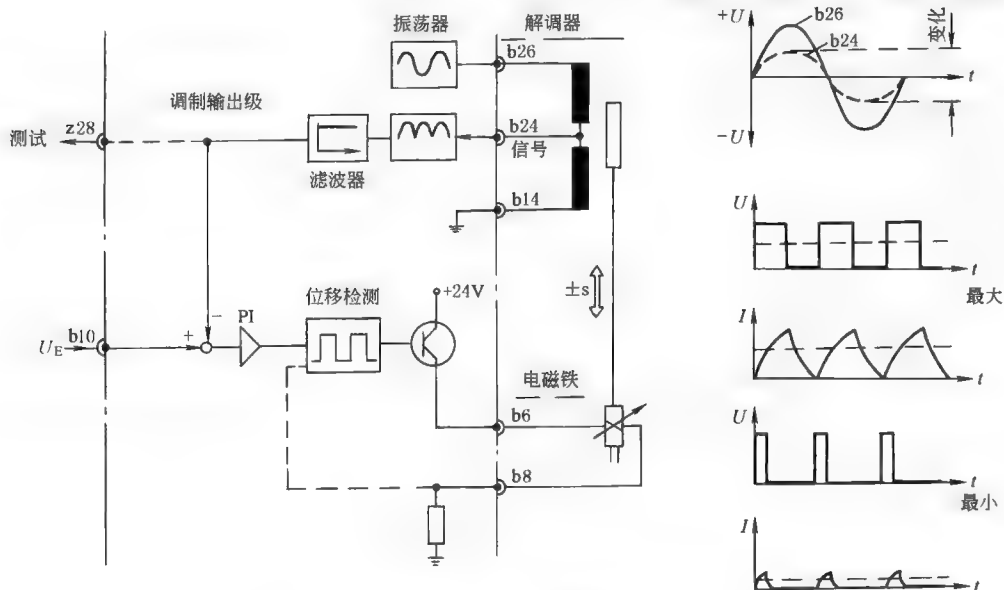 振荡器
解调器
b26
调制输出级
测试
z28
b24
信号
滤波器
b14
位移检测
+24V
±s
PI
−
+
U_E
b10
电磁铁
b6
b8
+U
b26
b24
变化
t
−U
U
t
最大
I
t
U
t
最小
I
t